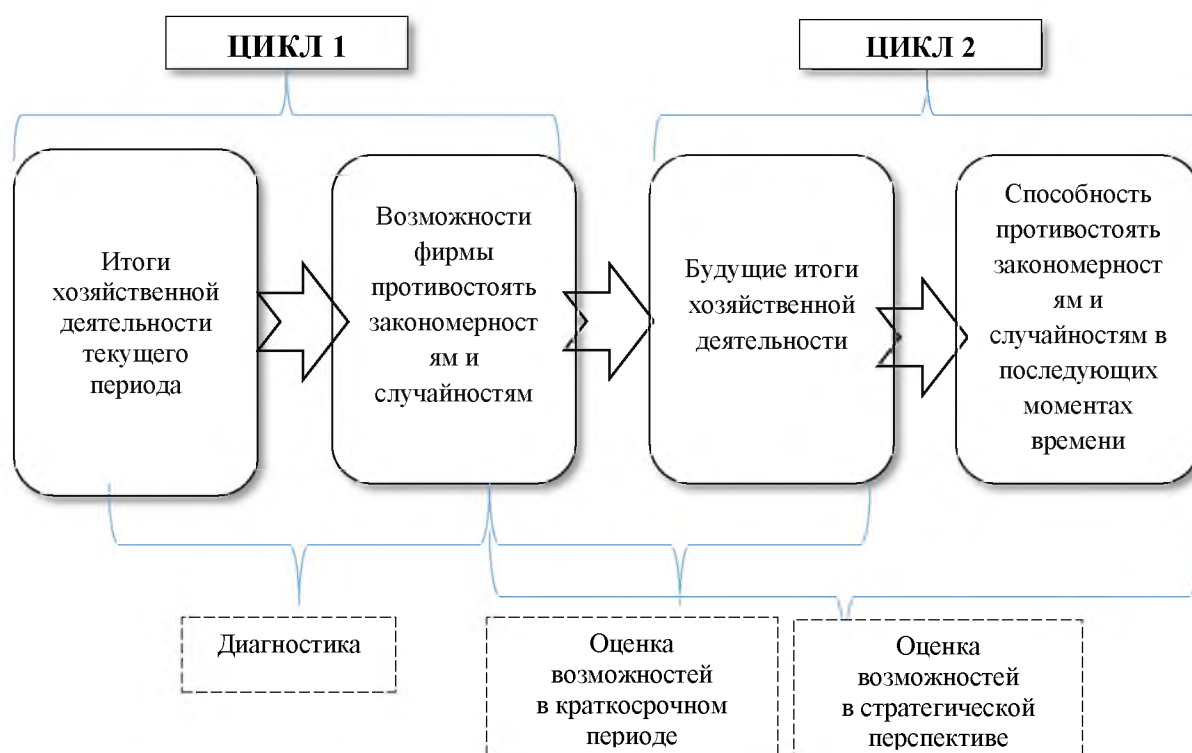 ЦИКЛ 1
ЦИКЛ 2
Итоги
хозяйственной
деятельности
текущего
периода
Возможности
фирмы
противостоять
закономерност
ям и
случайностям
Будущие итоги
хозяйственной
деятельности
Способность
противостоять
закономерност
ям и
случайностям в
последующих
моментах
времени
Диагностика
Оценка
возможностей
в краткосрочном
периоде
Оценка
возможностей
в стратегической
перспективе